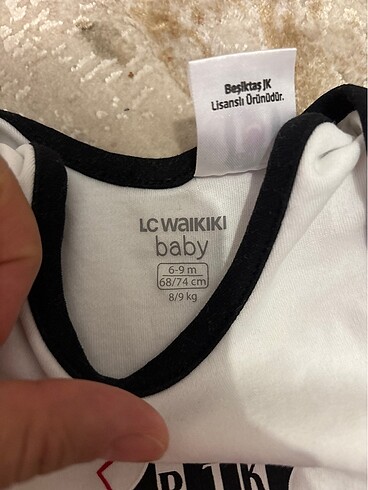 Beşiktaş JK
Lisanslı Ürünüdür.
LC WAIKIKI
baby
6-9 m
68/74 cm
8/9 kg